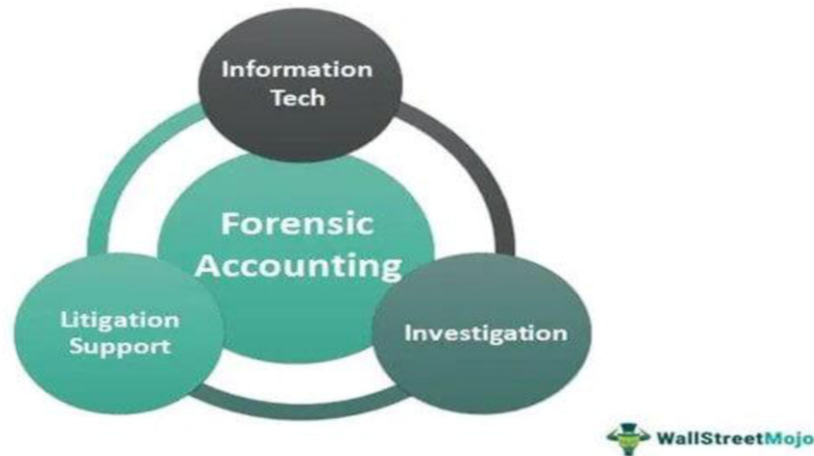 Information
Tech
Forensic
Accounting
Litigation
Support
Investigation
WallStreetMojo